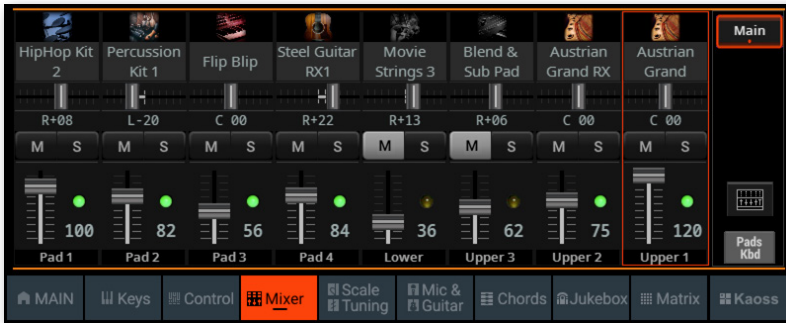 HipHop Kit 2
Percussion Kit 1
Flip Blip
Steel Guitar RX1
Movie Strings 3
Blend & Sub Pad
Austrian Grand RX
Austrian Grand
Main
R+08 L-20 C 00 R+22 R+13 R+06 C 00 C 00
M S M S M S M S M S M S M S M S
100 82 56 84 36 62 75 120
Pads
Kbd
Pad 1 Pad 2 Pad 3 Pad 4 Lower Upper 3 Upper 2 Upper 1
MAIN
Keys
Control
Mixer
Scale
Tuning
Mic &
Guitar
Chords
Jukebox
Matrix
Kaoss